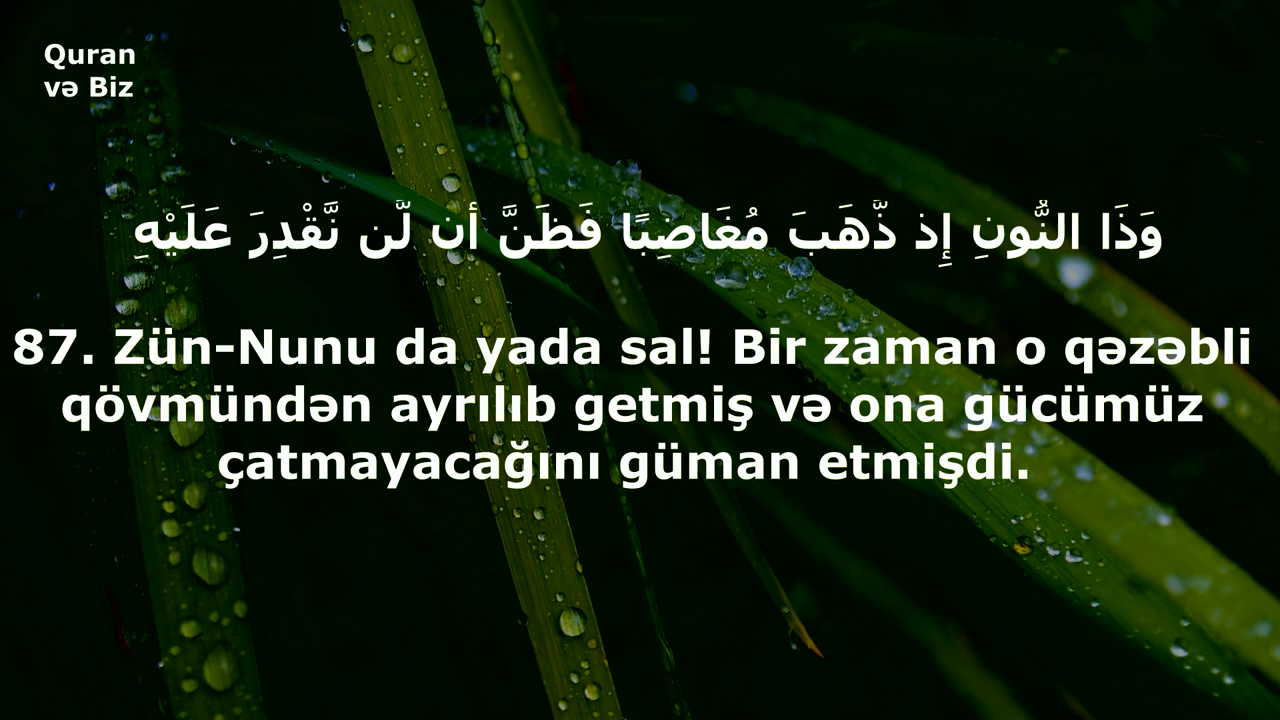 Quran
və Biz
وَذَا النُّونِ إِذ ذَّهَبَ مُغَاضِبًا فَظَنَّ أَن لَّن نَّقْدِرَ عَلَيْهِ
87. Zün-Nunu da yada sal! Bir zaman o qəzəbli
qövmündən ayrılıb getmiş və ona gücümüz
çatmayacağını güman etmişdi.